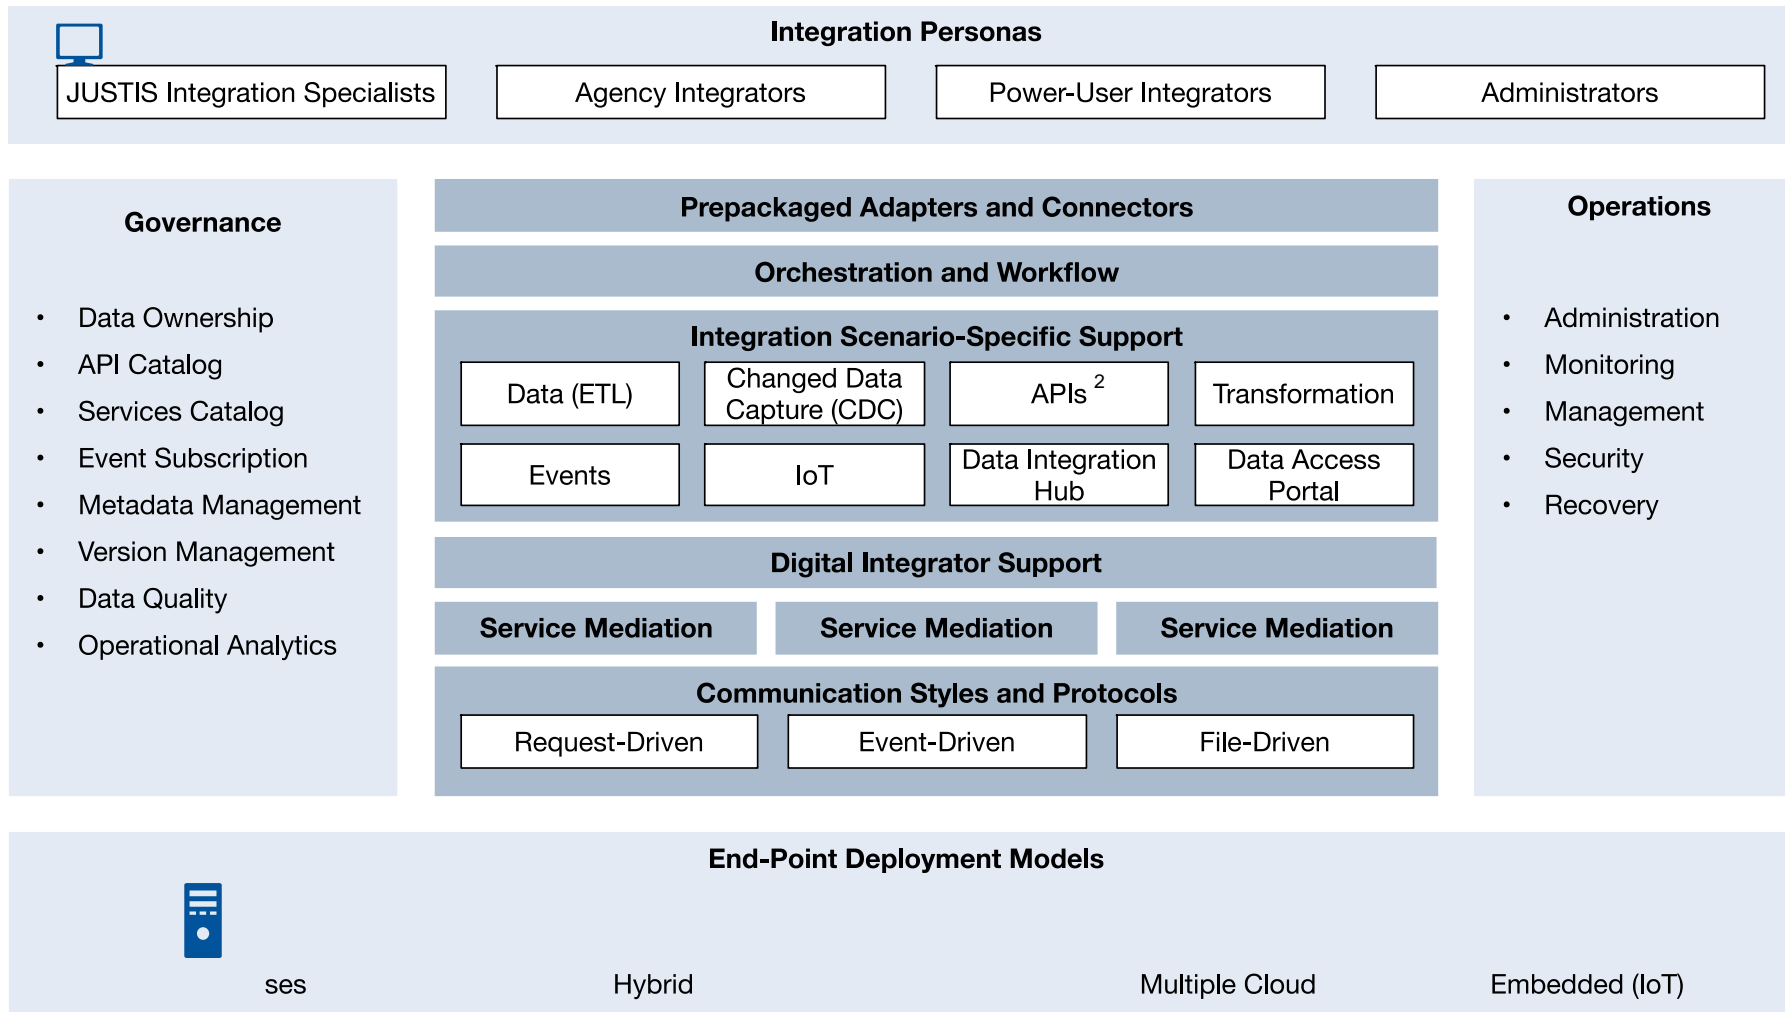 Integration Personas
JUSTIS Integration Specialists
Agency Integrators
Power-User Integrators
Administrators
Governance
• Data Ownership
• API Catalog
• Services Catalog
• Event Subscription
• Metadata Management
• Version Management
• Data Quality
• Operational Analytics
Prepackaged Adapters and Connectors
Orchestration and Workflow
Integration Scenario-Specific Support
Data (ETL)
Changed Data
Capture (CDC)
APIs 2
Transformation
Events
IoT
Data Integration
Hub
Data Access
Portal
Digital Integrator Support
Service Mediation
Service Mediation
Service Mediation
Communication Styles and Protocols
Request-Driven
Event-Driven
File-Driven
Operations
• Administration
• Monitoring
• Management
• Security
• Recovery
End-Point Deployment Models
ses
Hybrid
Multiple Cloud
Embedded (IoT)